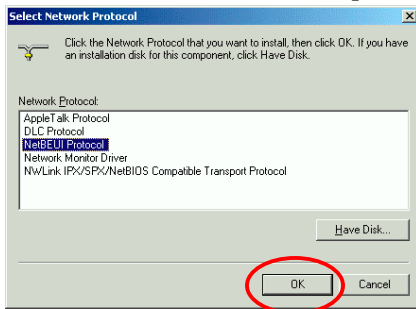 Select Network Protocol
Click the Network Protocol that you want to install, then click OK. If you have
an installation disk for this component, click Have Disk.
Network Protocol:
AppleTalk Protocol
DLC Protocol
NetBEUI Protocol
Network Monitor Driver
NWLink IPX/SPX/NetBIOS Compatible Transport Protocol
Have Disk...
OK
Cancel